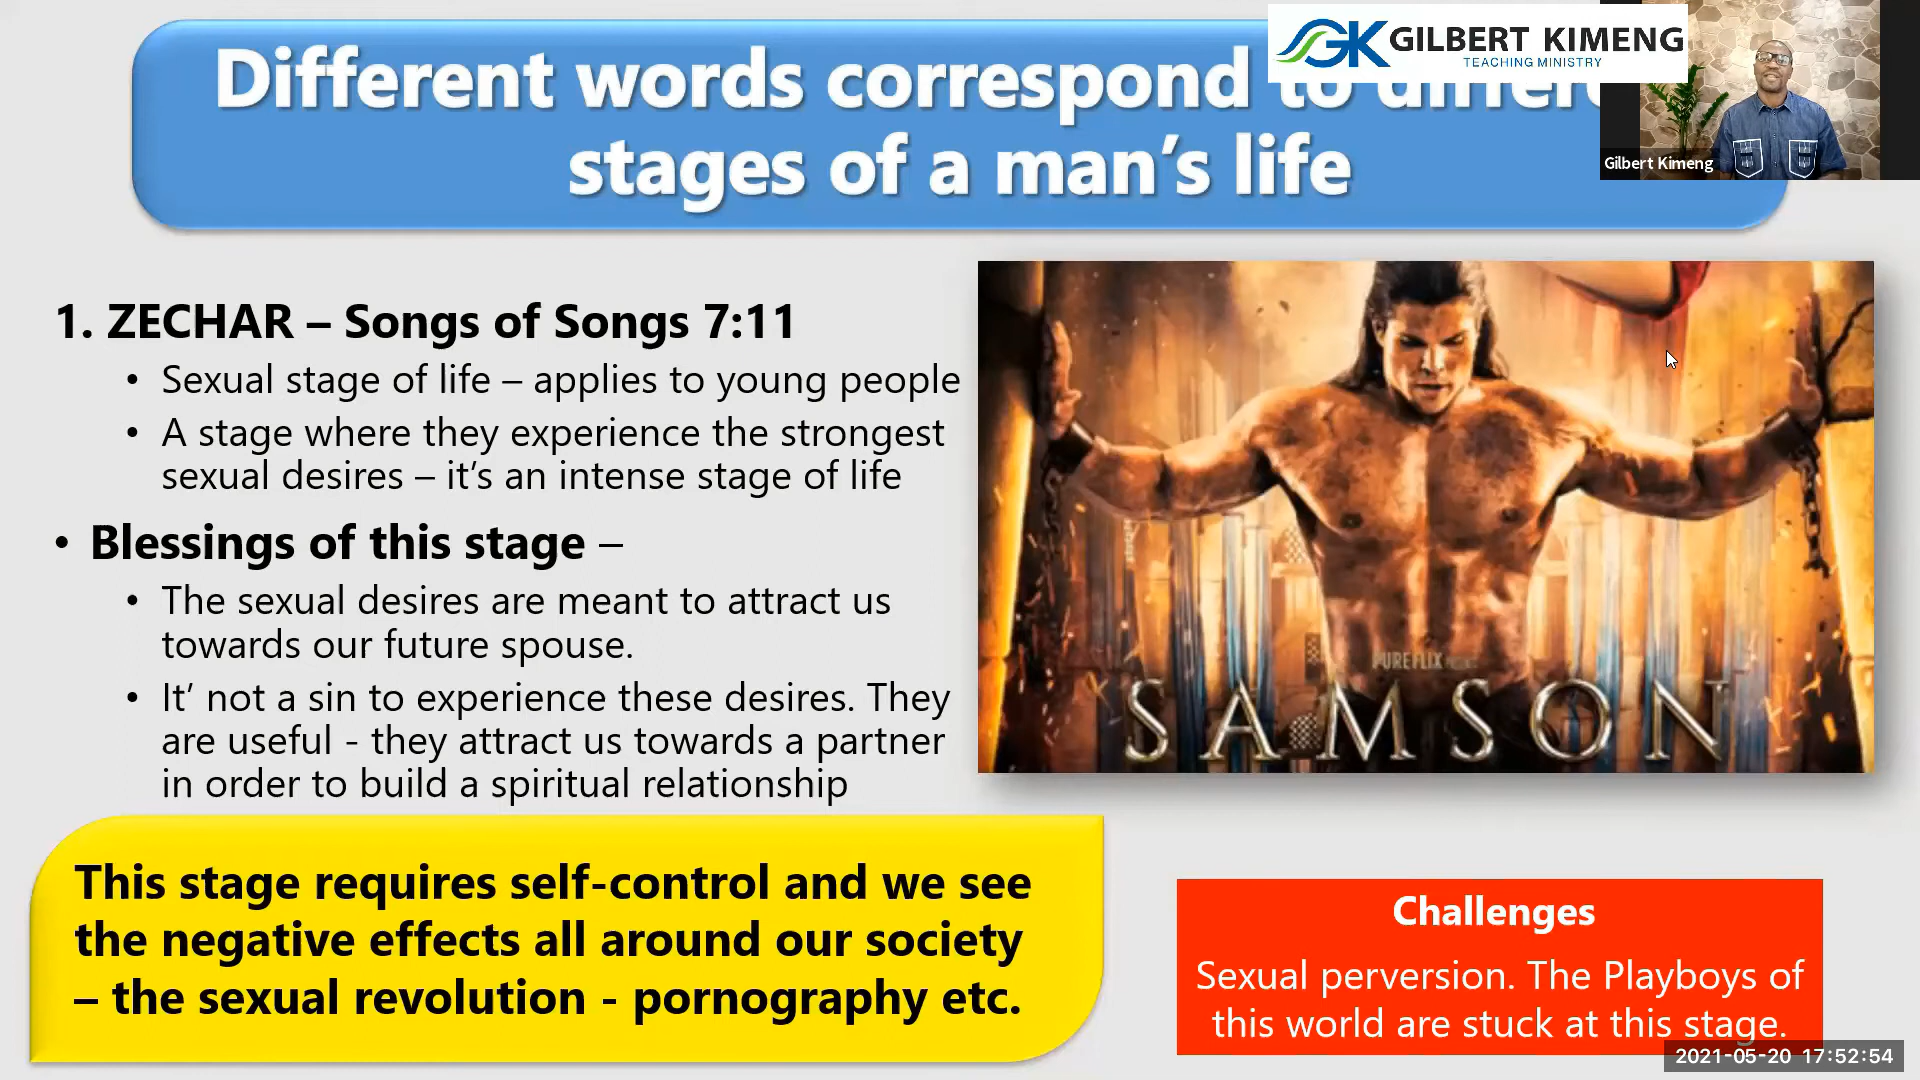 Different words correspond to differe
stages of a man's life
GK GILBERT KIMENG
TEACHING MINISTRY
Gilbert Kimeng
1. ZECHAR – Songs of Songs 7:11
• Sexual stage of life – applies to young people
• A stage where they experience the strongest
sexual desires – it's an intense stage of life
• Blessings of this stage –
• The sexual desires are meant to attract us
towards our future spouse.
• It' not a sin to experience these desires. They
are useful - they attract us towards a partner
in order to build a spiritual relationship
PUREFLIX
SAMSON
This stage requires self-control and we see
the negative effects all around our society
– the sexual revolution - pornography etc.
Challenges
Sexual perversion. The Playboys of
this world are stuck at this stage.
2021-05-20 17:52:54